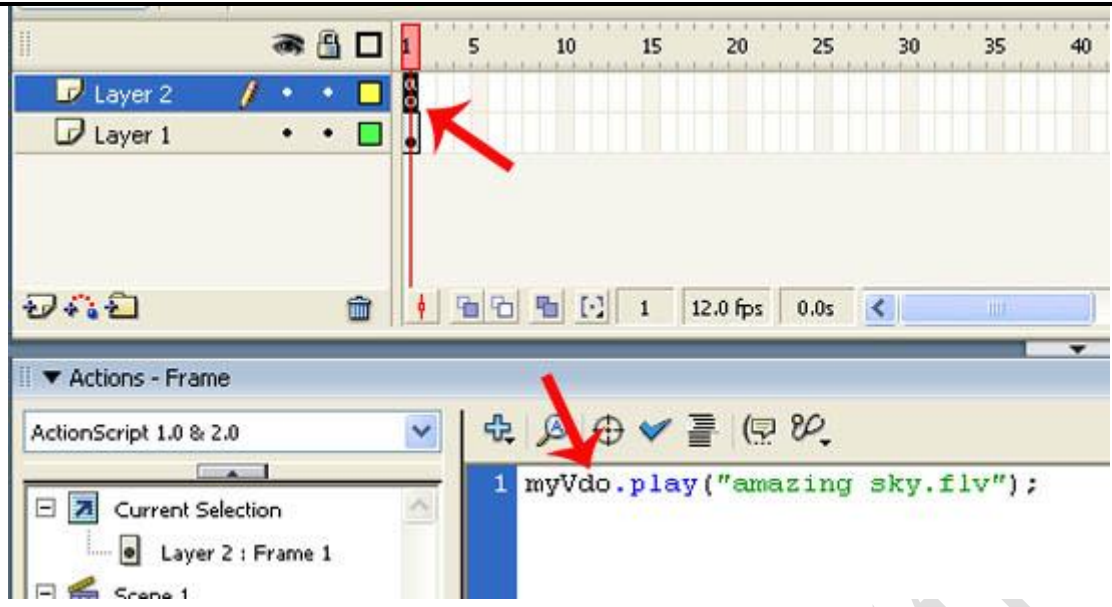 1 5 10 15 20 25 30 35 40
Layer 2
a
Layer 1
1 12.0 fps 0.0s
Actions - Frame
ActionScript 1.0 & 2.0
1 myVdo.play("amazing sky.flv");
Current Selection
Layer 2 : Frame 1
Scene 1